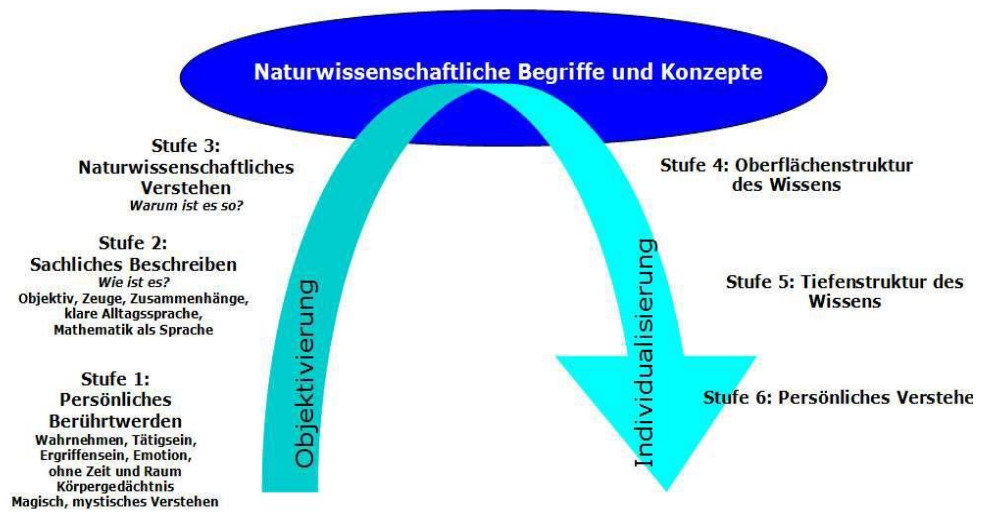 Naturwissenschaftliche Begriffe und Konzepte
Stufe 3:
Naturwissenschaftliches
Verstehen
Warum ist es so?
Stufe 2:
Sachliches Beschreiben
Wie ist es?
Objektiv, Zeuge, Zusammenhänge,
klare Alltagssprache,
Mathematik als Sprache
Stufe 1:
Persönliches
Berührtwerden
Wahrnehmen, Tätigsein,
Ergriffensein, Emotion,
ohne Zeit und Raum
Körpergedächtnis
Magisch, mystisches Verstehen
Objektivierung
Individualisierung
Stufe 4: Oberflächenstruktur
des Wissens
Stufe 5: Tiefenstruktur des
Wissens
Stufe 6: Persönliches Verstehe